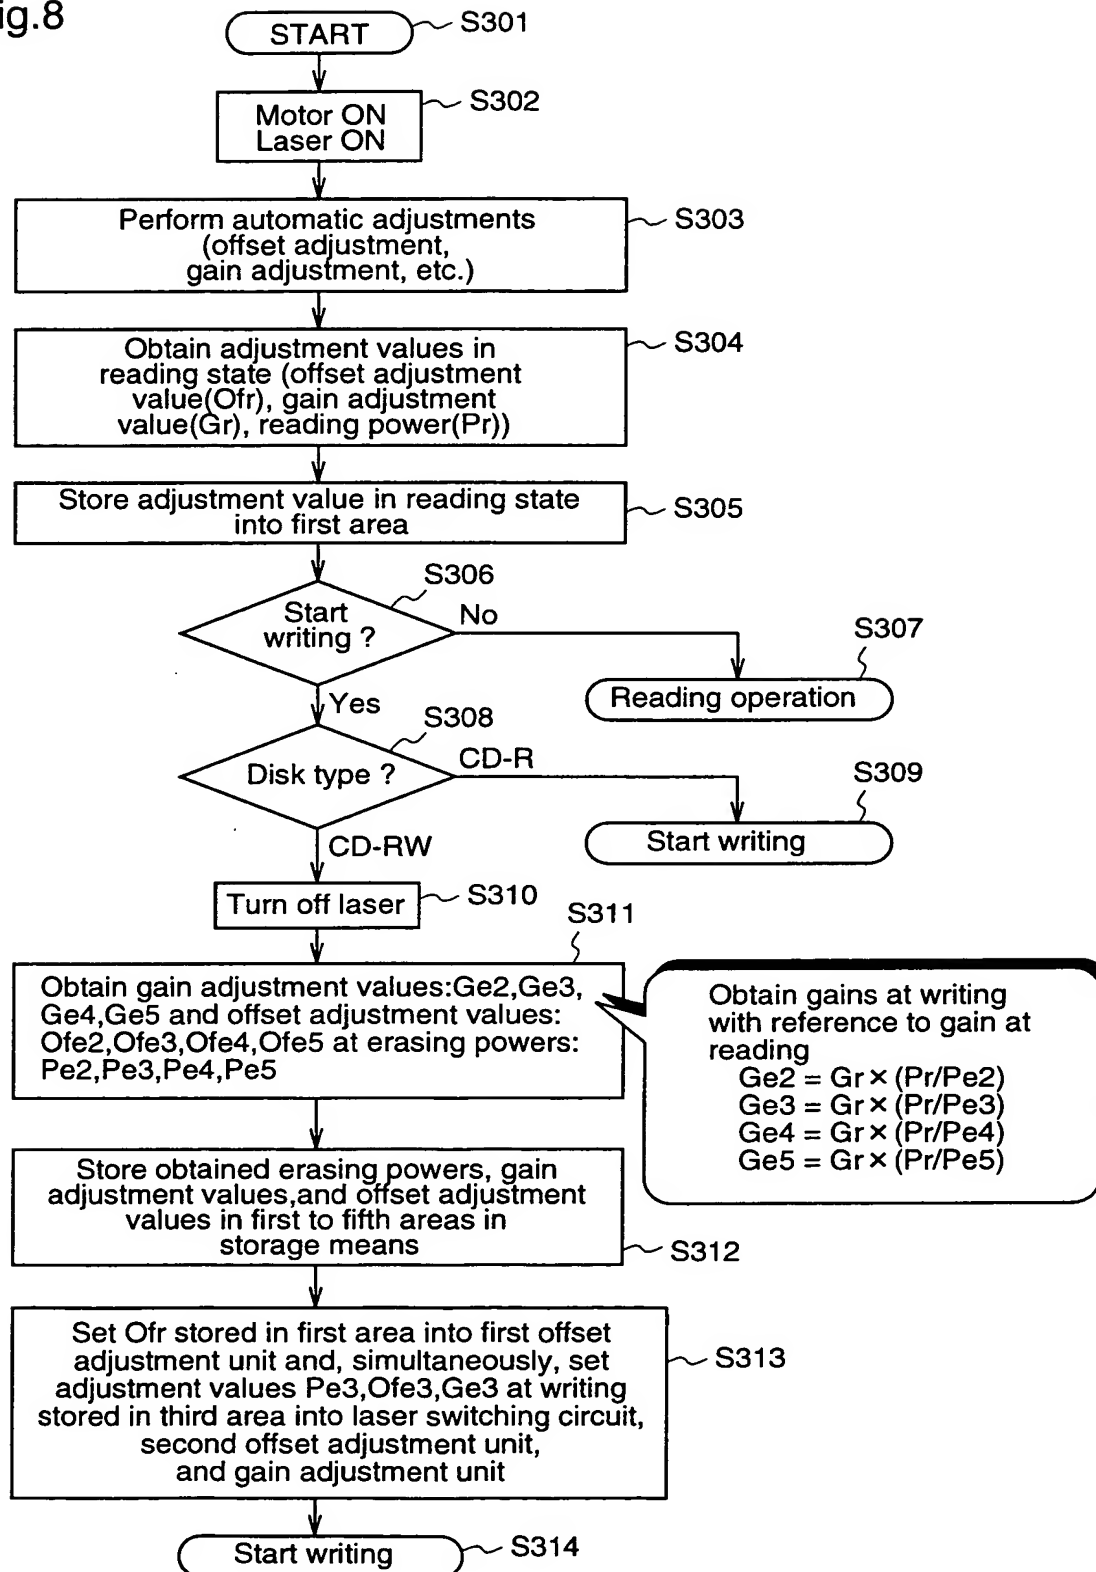 ig.8
START
S301
Motor ON
Laser ON
S302
Perform automatic adjustments
(offset adjustment,
gain adjustment, etc.)
S303
Obtain adjustment values in
reading state (offset adjustment
value(Ofr), gain adjustment
value(Gr), reading power(Pr))
S304
Store adjustment value in reading state
into first area
S305
S306
Start
writing ?
No
S307
Reading operation
Yes
S308
Disk type ?
CD-R
S309
Start writing
CD-RW
Turn off laser
S310
S311
Obtain gain adjustment values:Ge2,Ge3,
Ge4,Ge5 and offset adjustment values:
Ofe2,Ofe3,Ofe4,Ofe5 at erasing powers:
Pe2,Pe3,Pe4,Pe5
Obtain gains at writing
with reference to gain at
reading
Ge2 = Gr × (Pr/Pe2)
Ge3 = Gr × (Pr/Pe3)
Ge4 = Gr × (Pr/Pe4)
Ge5 = Gr × (Pr/Pe5)
Store obtained erasing powers, gain
adjustment values,and offset adjustment
values in first to fifth areas in
storage means
S312
Set Ofr stored in first area into first offset
adjustment unit and, simultaneously, set
adjustment values Pe3,Ofe3,Ge3 at writing
stored in third area into laser switching circuit,
second offset adjustment unit,
and gain adjustment unit
S313
Start writing
S314